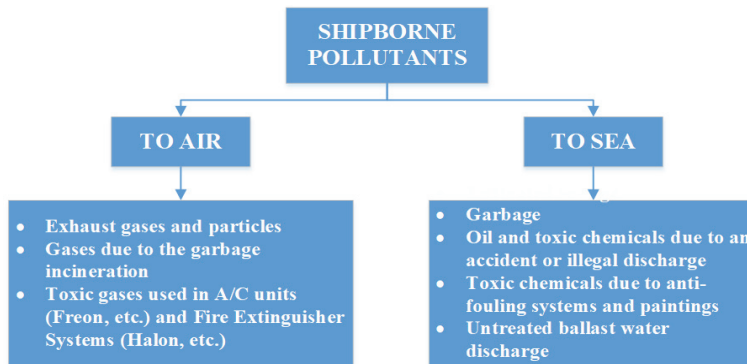 SHIPBORNE
POLLUTANTS
TO AIR
TO SEA
• Exhaust gases and particles
• Gases due to the garbage
incineration
• Toxic gases used in A/C units
(Freon, etc.) and Fire Extinguisher
Systems (Halon, etc.)
• Garbage
• Oil and toxic chemicals due to an
accident or illegal discharge
• Toxic chemicals due to anti-
fouling systems and paintings
• Untreated ballast water
discharge